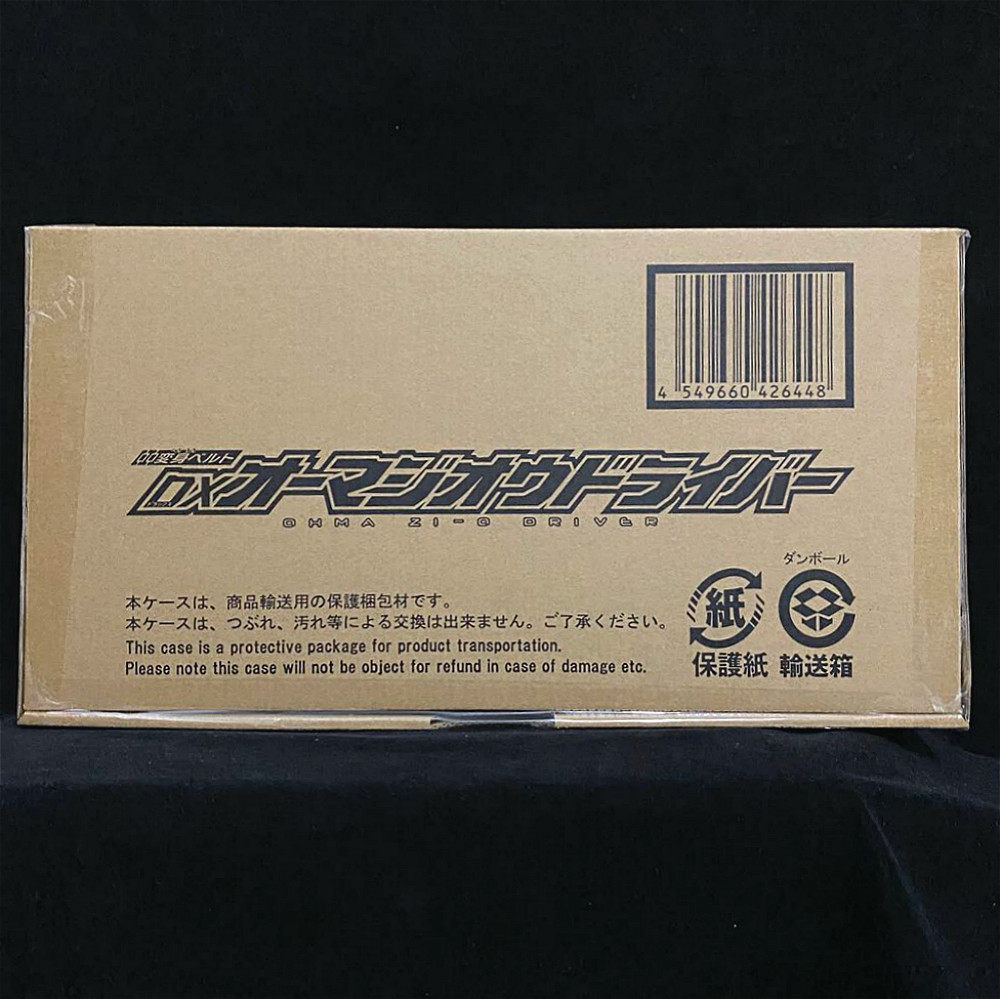 4 549660 426448
変身ベルト
DXオーマジオウドライバー
OHMA ZI-O DRIVER
ダンボール
紙
本ケースは、商品輸送用の保護梱包材です。
本ケースは、つぶれ、汚れ等による交換は出来ません。ご了承ください。
This case is a protective package for product transportation.
Please note this case will not be object for refund in case of damage etc.
保護紙 輸送箱